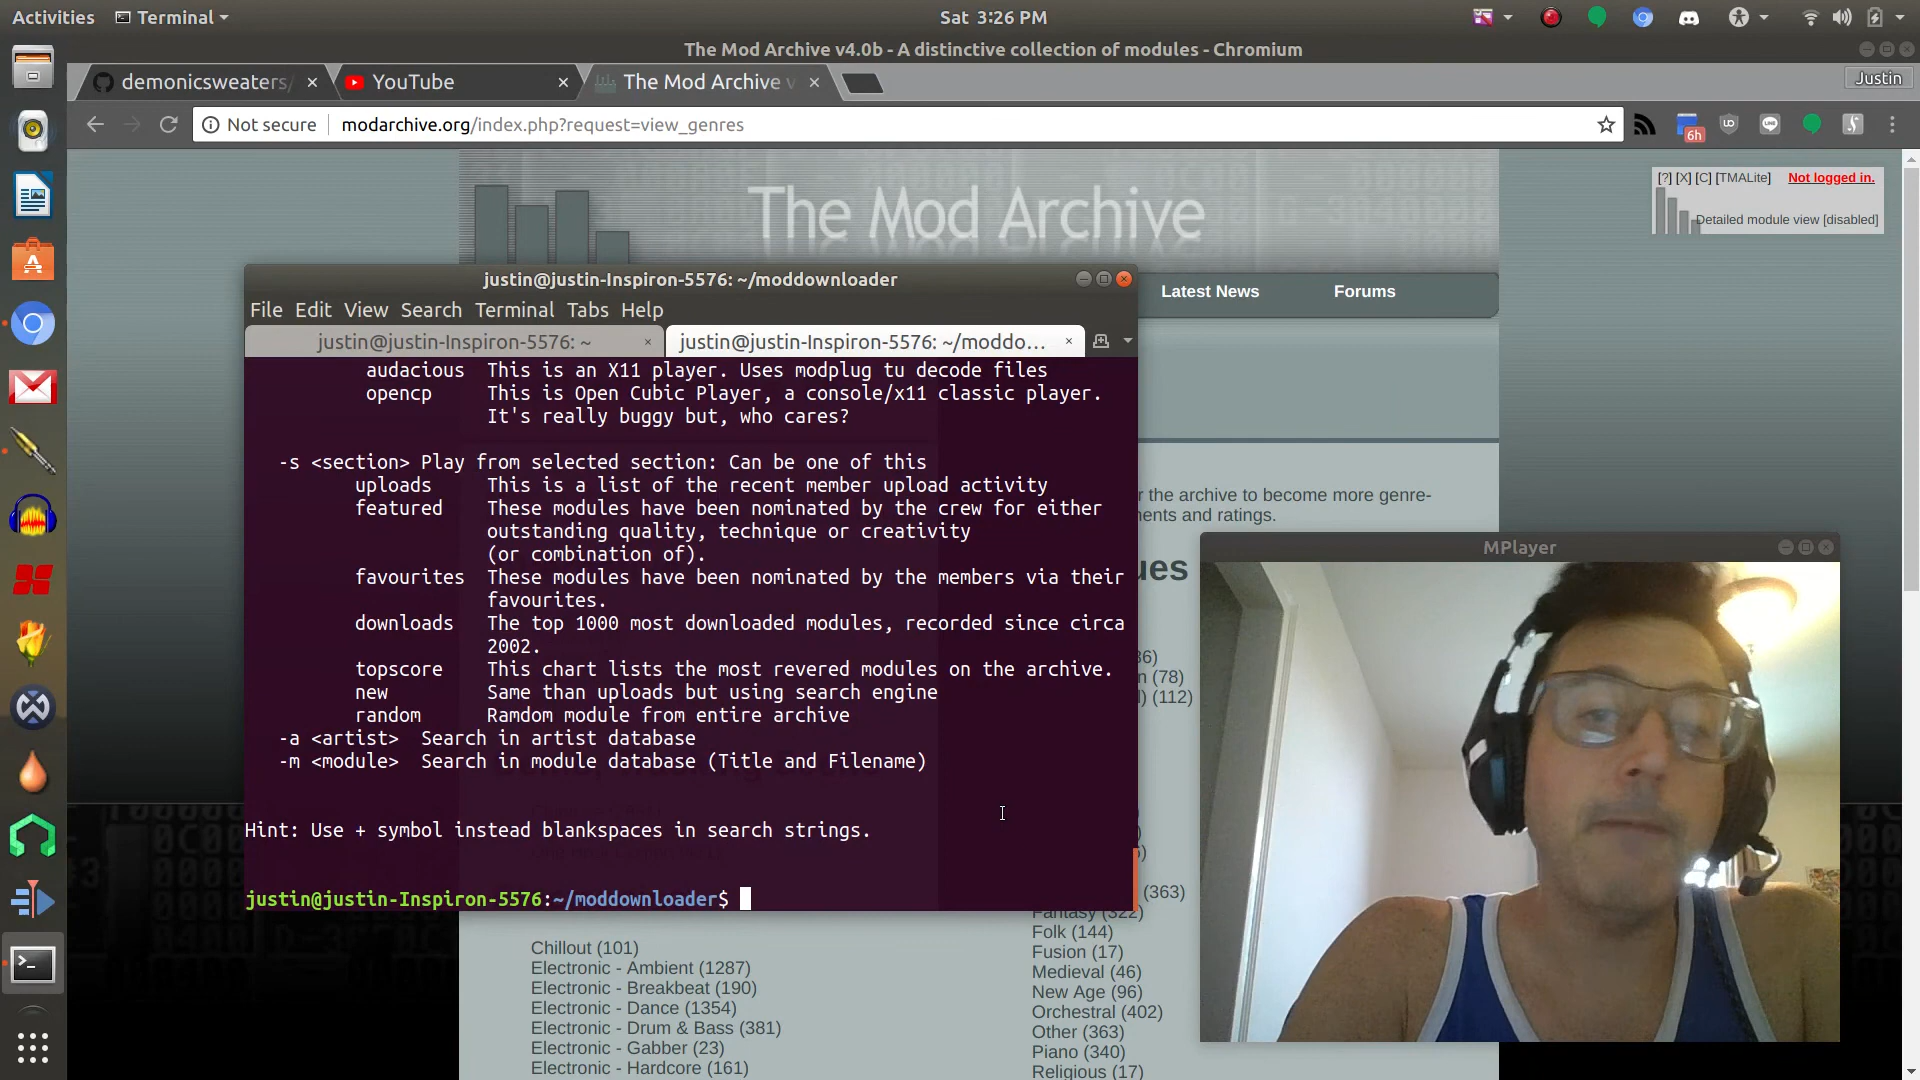 Activities
Terminal
Sat 3:26 PM
The Mod Archive v4.0b - A distinctive collection of modules - Chromium
demonicsweaters/
YouTube
The Mod Archive v
Justin
Not secure
modarchive.org/index.php?request=view_genres
6h
The Mod Archive
[?] [X] [C] [TMALite] Not logged in.
Detailed module view [disabled]
Latest News
Forums
justin@justin-Inspiron-5576: ~/moddownloader
File Edit View Search Terminal Tabs Help
justin@justin-Inspiron-5576: ~
justin@justin-Inspiron-5576: ~/moddo...
audacious This is an X11 player. Uses modplug tu decode files
opencp This is Open Cubic Player, a console/x11 classic player.
It's really buggy but, who cares?
-s <section> Play from selected section: Can be one of this
uploads This is a list of the recent member upload activity
featured These modules have been nominated by the crew for either
outstanding quality, technique or creativity
(or combination of).
favourites These modules have been nominated by the members via their
favourites.
downloads The top 1000 most downloaded modules, recorded since circa
2002.
topscore This chart lists the most revered modules on the archive.
new Same than uploads but using search engine
random Ramdom module from entire archive
-a <artist> Search in artist database
-m <module> Search in module database (Title and Filename)
Hint: Use + symbol instead blankspaces in search strings.
justin@justin-Inspiron-5576:~/moddownloader$
r the archive to become more genre-
ents and ratings.
ues
MPlayer
36)
n (78)
) (112)
(363)
Fantasy (322)
Folk (144)
Fusion (17)
Medieval (46)
New Age (96)
Orchestral (402)
Other (363)
Piano (340)
Religious (17)
Chillout (101)
Electronic - Ambient (1287)
Electronic - Breakbeat (190)
Electronic - Dance (1354)
Electronic - Drum & Bass (381)
Electronic - Gabber (23)
Electronic - Hardcore (161)